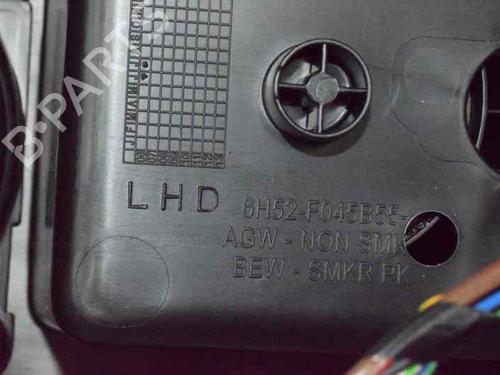 B-PARTS
LHD
6H52-F045B55-
AGW - NON SMK
BEW - SMKR PK